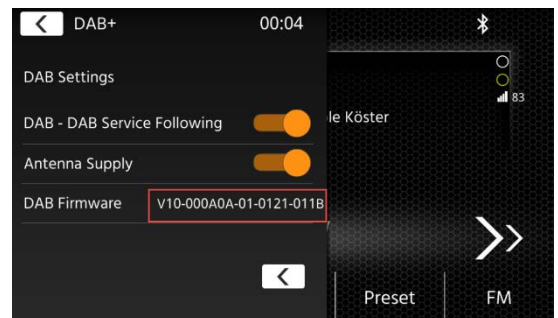 DAB+ 00:04
DAB Settings
83
DAB - DAB Service Following
le Köster
Antenna Supply
DAB Firmware V10-000A0A-01-0121-011B
Preset FM